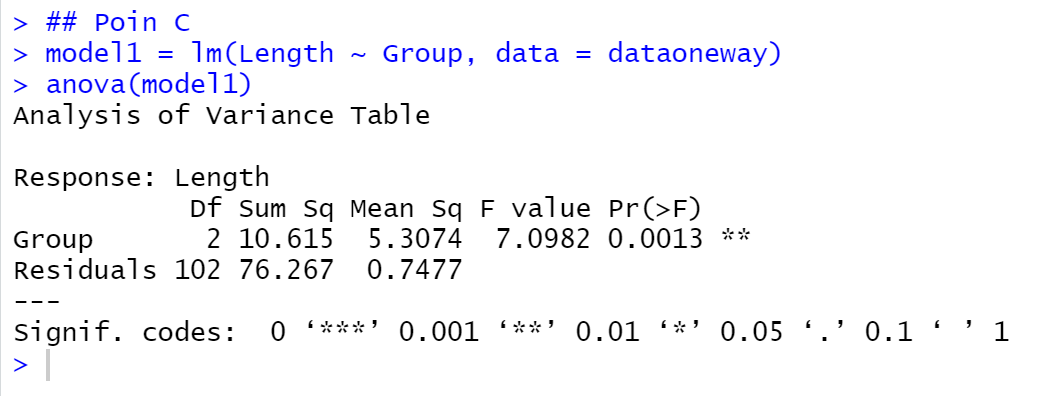 > ## Poin C
> model1 = lm(Length ~ Group, data = dataoneway)
> anova(model1)
Analysis of Variance Table
Response: Length
Df Sum Sq Mean Sq F value Pr(>F)
Group 2 10.615 5.3074 7.0982 0.0013 **
Residuals 102 76.267 0.7477
---
Signif. codes: 0 ‘***’ 0.001 ‘**’ 0.01 ‘*’ 0.05 ‘.’ 0.1 ‘ ’ 1
>